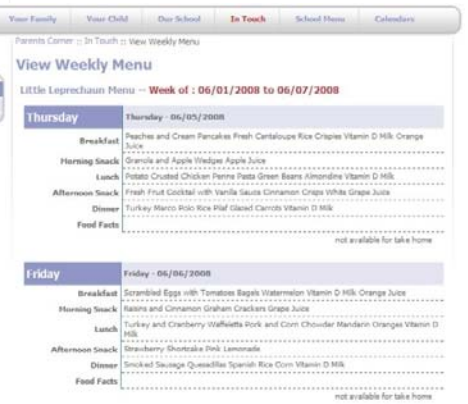 Your Family Your Child Our School In Touch School Menu Calendars
Parents Corner :: In Touch :: View Weekly Menu
View Weekly Menu
Little Leprechaun Menu -- Week of : 06/01/2008 to 06/07/2008
Thursday Thursday - 06/05/2008
Breakfast Peaches and Cream Pancakes Fresh Cantaloupe Rice Crispies Vitamin D Milk Orange
Juice
Morning Snack Granola and Apple Wedges Apple Juice
Lunch Potato Crusted Chicken Penne Pasta Green Beans Almondine Vitamin D Milk
Afternoon Snack Fresh Fruit Cocktail with Vanilla Sauce Cinnamon Crisps White Grape Juice
Dinner Turkey Marco Polo Rice Pilaf Glazed Carrots Vitamin D Milk
Food Facts
not available for take home
Friday Friday - 06/06/2008
Breakfast Scrambled Eggs with Tomatoes Bagels Watermelon Vitamin D Milk Orange Juice
Morning Snack Raisins and Cinnamon Graham Crackers Grape Juice
Lunch Turkey and Cranberry Waffeletts Pork and Corn Chowder Mandarin Oranges Vitamin D
Milk
Afternoon Snack Strawberry Shortcake Pink Lemonade
Dinner Smoked Sausage Quesadillas Spanish Rice Corn Vitamin D Milk
Food Facts
not available for take home